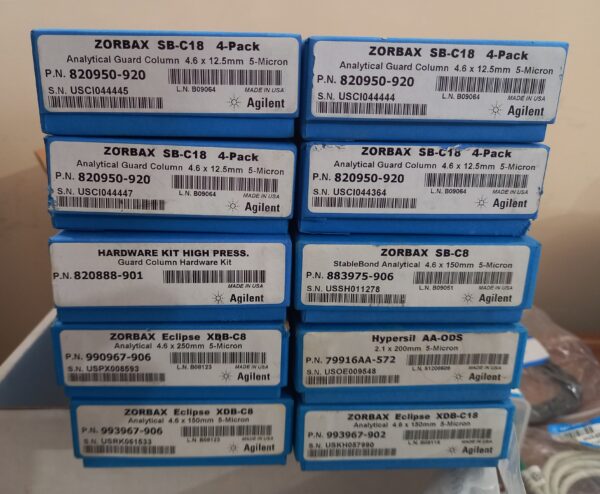 ZORBAX SB-C18 4-Pack
Analytical Guard Column 4.6 x 12.5mm 5-Micron
P.N. 820950-920
S.N. USCI044445
L.N. B09064
MADE IN USA
Agilent
ZORBAX SB-C18 4-Pack
Analytical Guard Column 4.6 x 12.5mm 5-Micron
P.N. 820950-920
S.N. USCI044444
L.N. B09064
MADE IN USA
Agilent
ZORBAX SB-C18 4-Pack
Analytical Guard Column 4.6 x 12.5mm 5-Micron
P.N. 820950-920
S.N. USCI044447
L.N. B09064
MADE IN USA
Agilent
ZORBAX SB-C18 4-Pack
Analytical Guard Column 4.6 x 12.5mm 5-Micron
P.N. 820950-920
S.N. USCI044364
L.N. B09064
MADE IN USA
Agilent
HARDWARE KIT HIGH PRESS.
Guard Column Hardware Kit
P.N. 820888-901
MADE IN USA
Agilent
ZORBAX SB-C8
StableBond Analytical 4.6 x 150mm 5-Micron
P.N. 883975-906
S.N. USSH011278
L.N. B09051
MADE IN USA
Agilent
ZORBAX Eclipse XDB-C8
Analytical 4.6 x 250mm 5-Micron
P.N. 990967-906
S.N. USPX008593
L.N. B09123
MADE IN USA
Agilent
Hypersil AA-ODS
2.1 x 200mm 5-Micron
P.N. 79916AA-572
S.N. USOE009848
L.N.
MADE IN USA
Agilent
ZORBAX Eclipse XDB-C8
Analytical 4.6 x 150mm 5-Micron
P.N. 993967-906
S.N. USRK051533
L.N. B09123
MADE IN USA
Agilent
ZORBAX Eclipse XDB-C18
Analytical 4.6 x 150mm 5-Micron
P.N. 993967-902
S.N. USKH057990
L.N.
MADE IN USA
Agilent